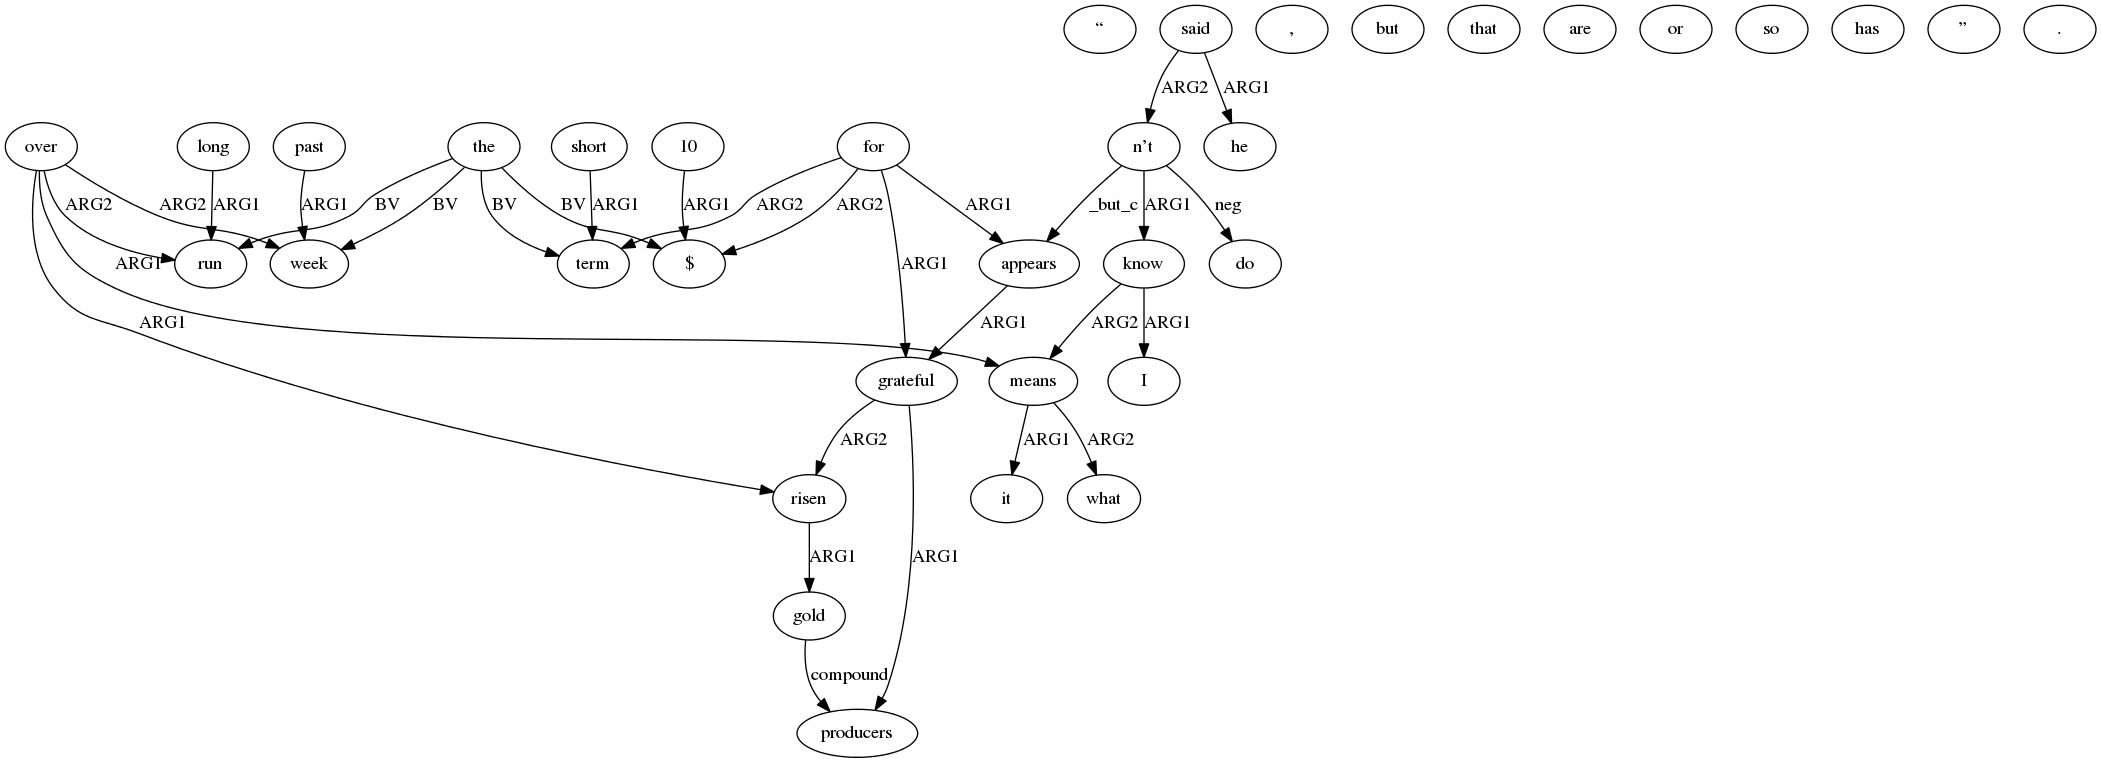 “ said , but that are or so has ” .
ARG2 ARG1
over long past the short 10 for n’t he
ARG2 ARG2 ARG1 ARG1 BV BV BV BV ARG1 ARG1 ARG2 ARG2 ARG1 _but_c ARG1 neg
ARG1 run week term $ ARG1 appears know do
ARG1 ARG1 ARG2 ARG1
grateful means I
ARG2 ARG1 ARG2
risen it what
ARG1 ARG1
gold
compound
producers